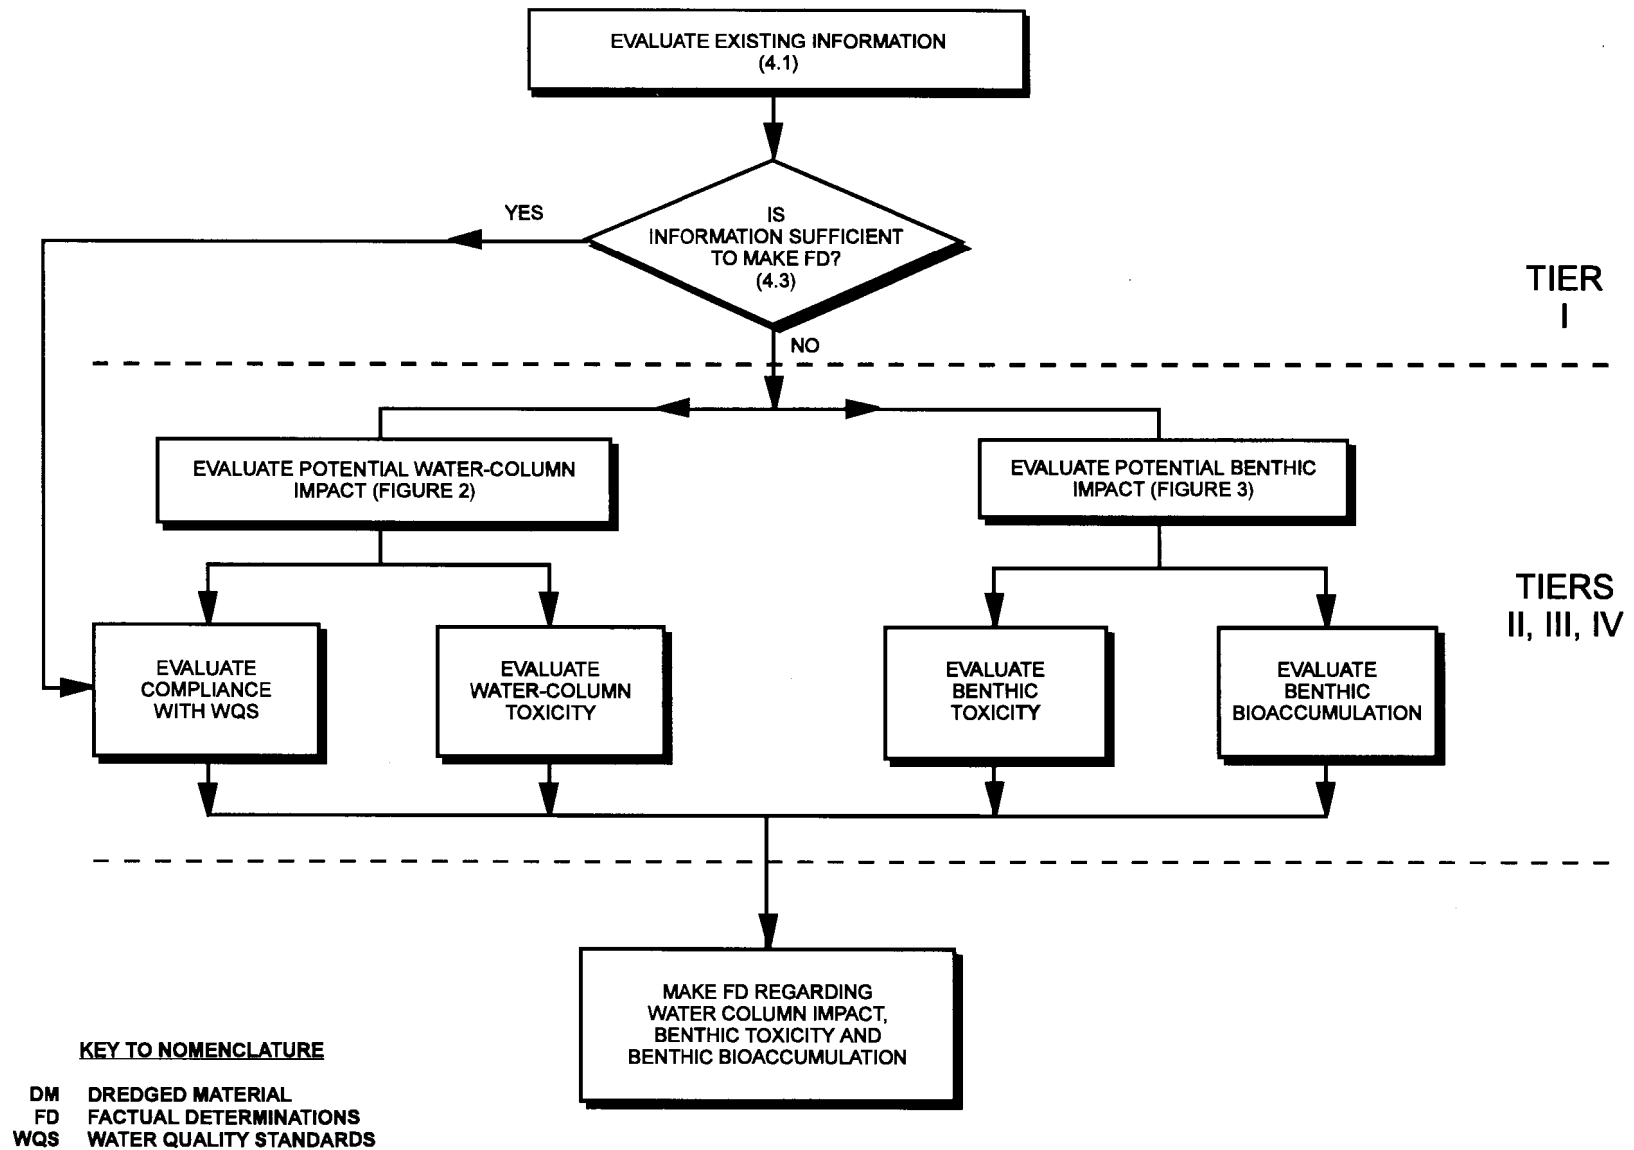 EVALUATE EXISTING INFORMATION
(4.1)
YES
IS
INFORMATION SUFFICIENT
TO MAKE FD?
(4.3)
TIER
I
NO
EVALUATE POTENTIAL WATER-COLUMN
IMPACT (FIGURE 2)
EVALUATE POTENTIAL BENTHIC
IMPACT (FIGURE 3)
TIERS
II, III, IV
EVALUATE
COMPLIANCE
WITH WQS
EVALUATE
WATER-COLUMN
TOXICITY
EVALUATE
BENTHIC
TOXICITY
EVALUATE
BENTHIC
BIOACCUMULATION
MAKE FD REGARDING
WATER COLUMN IMPACT,
BENTHIC TOXICITY AND
BENTHIC BIOACCUMULATION
KEY TO NOMENCLATURE
DM DREDGED MATERIAL
FD FACTUAL DETERMINATIONS
WQS WATER QUALITY STANDARDS